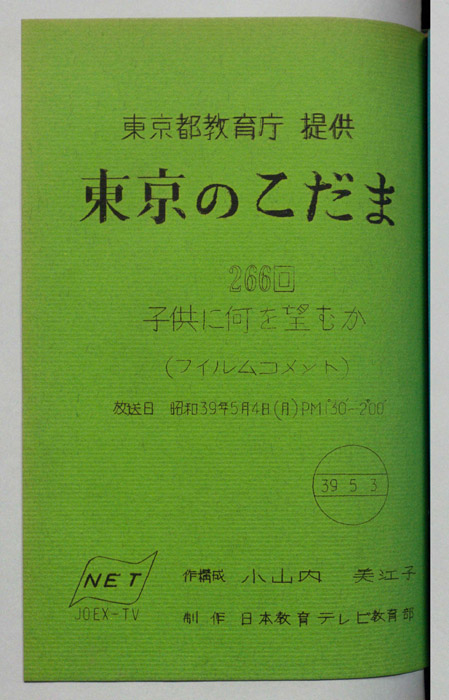 東京都教育庁 提供
東京のこだま
266回
子供に何を望むか
(フイルムコメント)
放送日 昭和39年5月4日(月)PM1°30′-2°00′
39 5 3
NET
JOEX-TV
作構成 小山内 美江子
制作 日本教育テレビ教育部